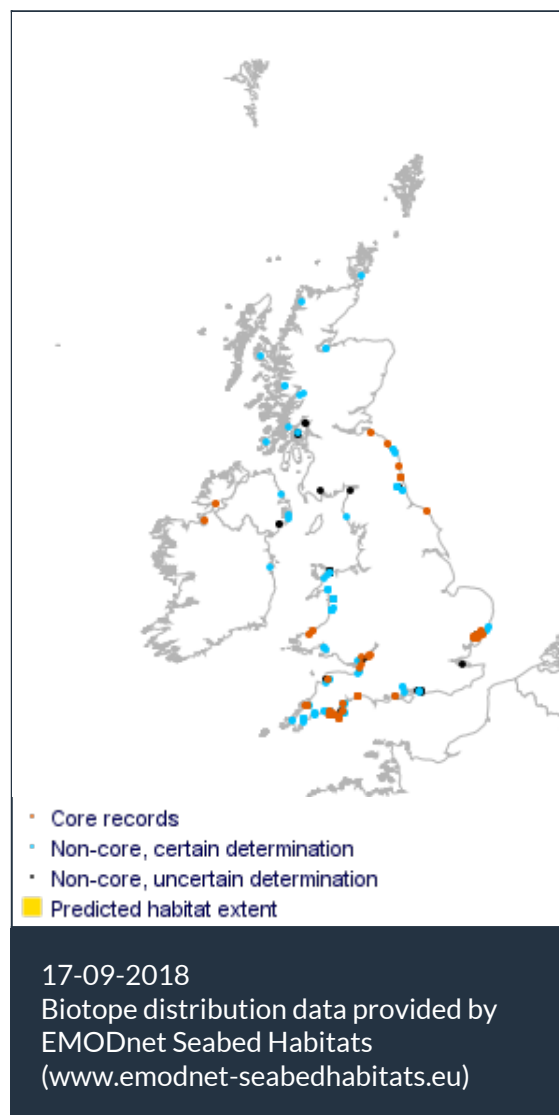 Core records
Non-core, certain determination
Non-core, uncertain determination
Predicted habitat extent
17-09-2018
Biotope distribution data provided by
EMODnet Seabed Habitats
(www.emodnet-seabedhabitats.eu)